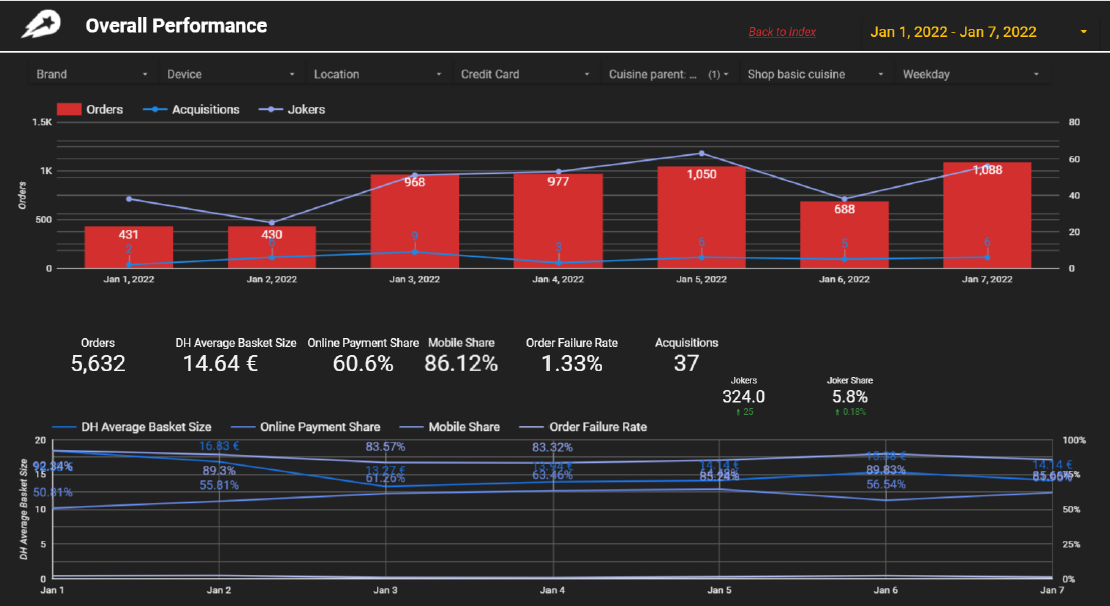 Overall Performance
Back to Index
Jan 1, 2022 - Jan 7, 2022
Brand Device Location Credit Card Cuisine parent: ... (1) Shop basic cuisine Weekday
Orders Acquisitions Jokers
1.5K 80
60
1K 968 977 1,050 1,088
40
688
500 431 430
20
2 6 9 3 6 5 6
0 0
Orders
Jan 1, 2022 Jan 2, 2022 Jan 3, 2022 Jan 4, 2022 Jan 5, 2022 Jan 6, 2022 Jan 7, 2022
Orders DH Average Basket Size Online Payment Share Mobile Share Order Failure Rate Acquisitions
5,632 14.64 € 60.6% 86.12% 1.33% 37
Jokers Joker Share
324.0 5.8%
25 0.18%
DH Average Basket Size Online Payment Share Mobile Share Order Failure Rate
20 100%
16.83 € 83.57% 83.32%
92.34% 89.3% 13.27 € 14.14 € 89.83% 14.14 €
15 75%
61.26% 63.46% 85.24%
50.81% 55.81% 56.54%
10 50%
5 25%
0 0%
DH Average Basket Size
Jan 1 Jan 2 Jan 3 Jan 4 Jan 5 Jan 6 Jan 7